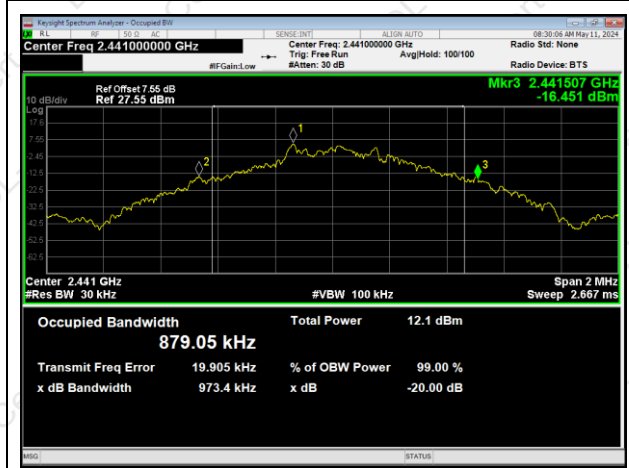 Keysight Spectrum Analyzer - Occupied BW
RL RF 50 Ω AC SENSE:INT ALIGN AUTO 08:30:06 AM May 11, 2024
Center Freq 2.441000000 GHz Center Freq: 2.441000000 GHz Radio Std: None
Trig: Free Run Avg|Hold: 100/100
#IFGain:Low #Atten: 30 dB Radio Device: BTS
Ref Offset 7.55 dB Mkr3 2.441507 GHz
10 dB/div Ref 27.55 dBm -16.451 dBm
Log
17.6
7.55
-2.45
-12.5
-22.5
-32.5
-42.5
-52.5
-62.5
1
2
3
Center 2.441 GHz Span 2 MHz
#Res BW 30 kHz #VBW 100 kHz Sweep 2.667 ms
Occupied Bandwidth Total Power 12.1 dBm
879.05 kHz
Transmit Freq Error 19.905 kHz % of OBW Power 99.00 %
x dB Bandwidth 973.4 kHz x dB -20.00 dB
MSG STATUS